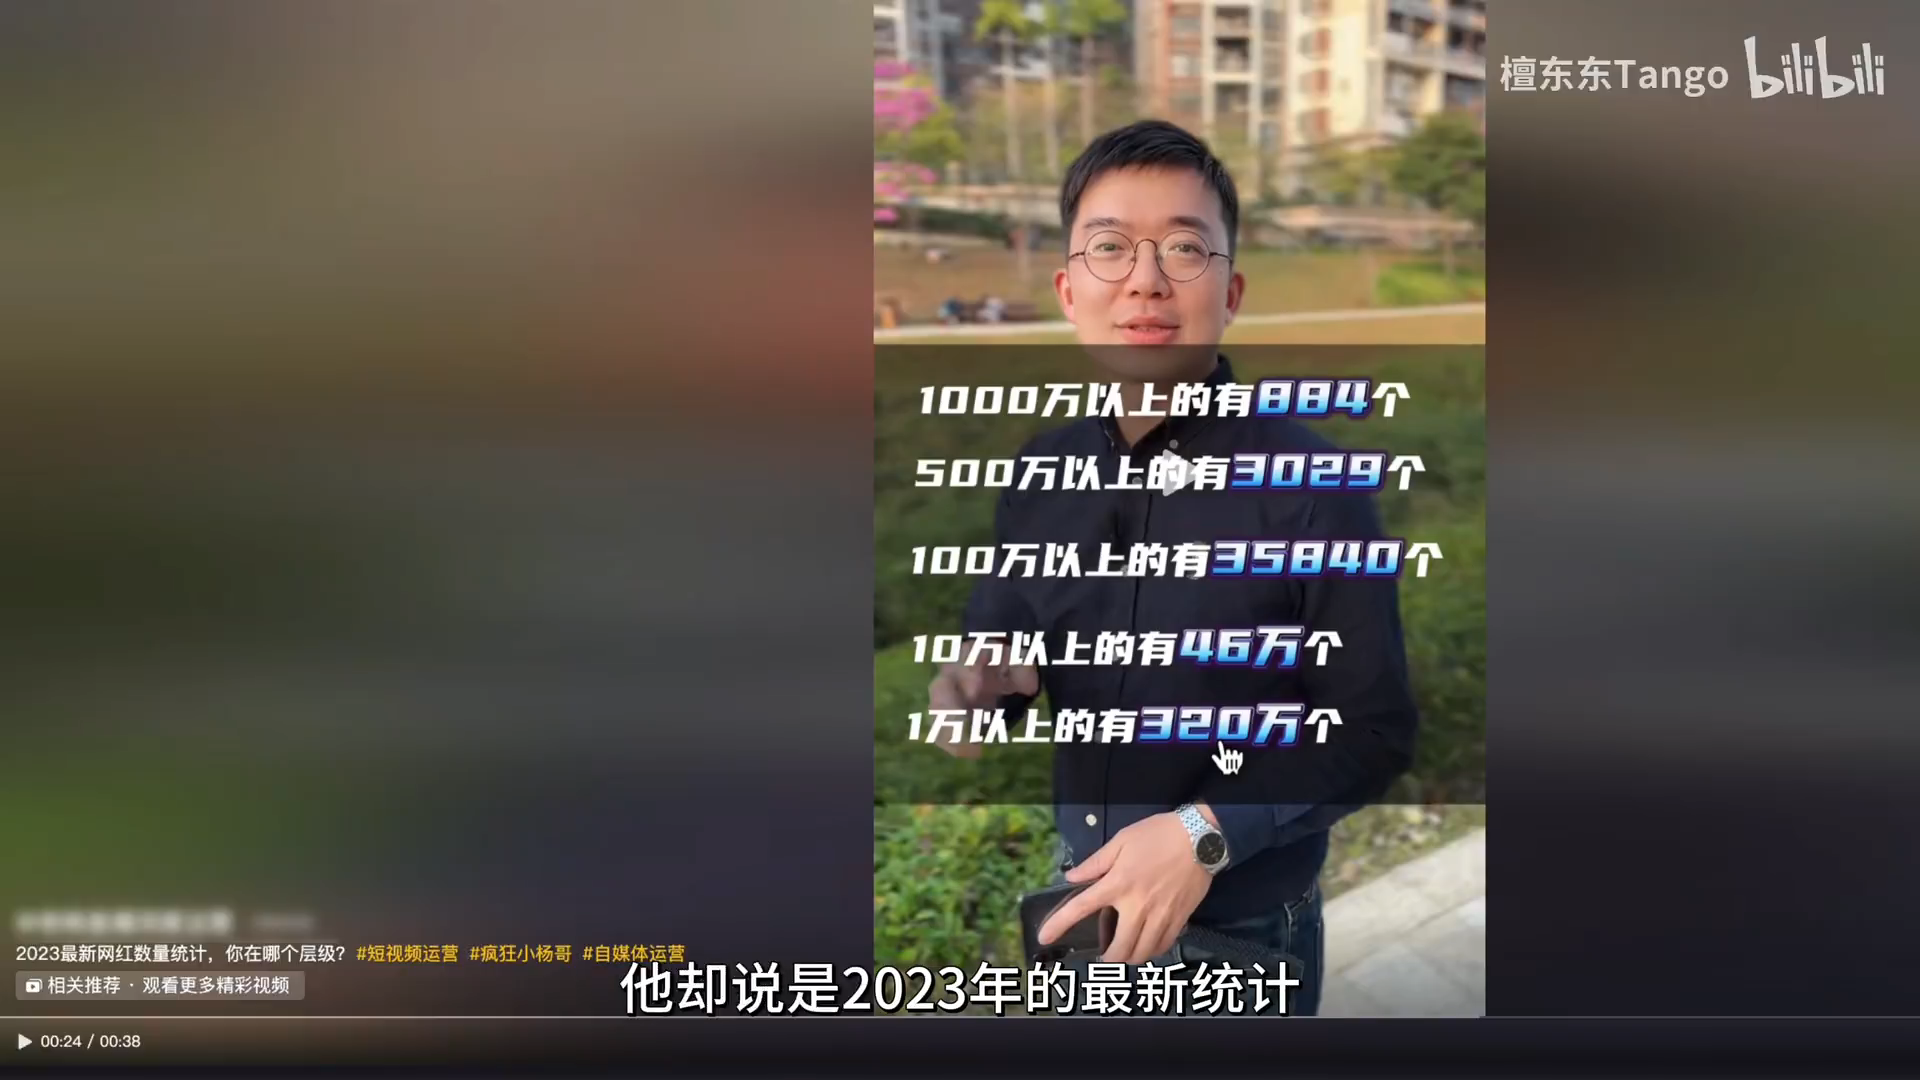 檀东东Tango bilibili
1000万以上的有884个
500万以上的有3029个
100万以上的有35840个
10万以上的有46万个
1万以上的有320万个
2023最新网红数量统计，你在哪个层级？ #短视频运营 #疯狂小杨哥 #自媒体运营
相关推荐 · 观看更多精彩视频
他却说是2023年的最新统计
00:24 / 00:38